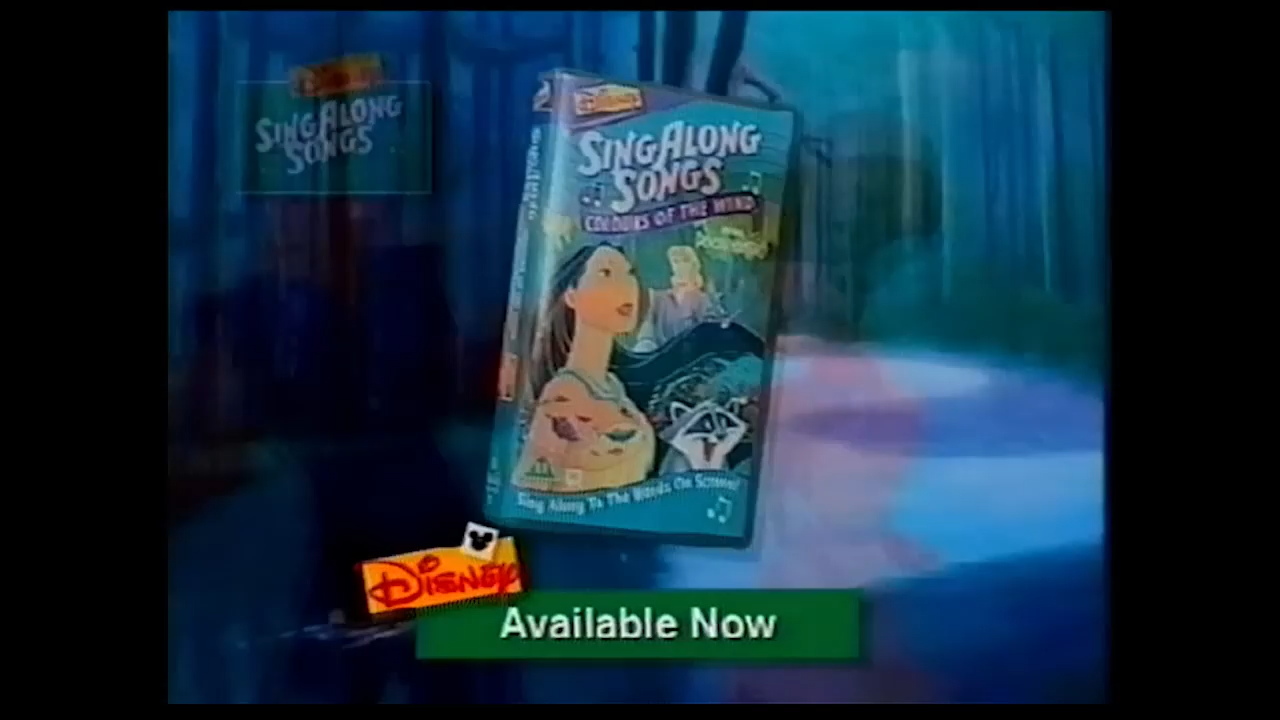 SING ALONG
SONGS
DISNEY
SING ALONG
SONGS
COLOURS OF THE WIND
Sing Along To The Words On Screen!
DISNEY
Available Now